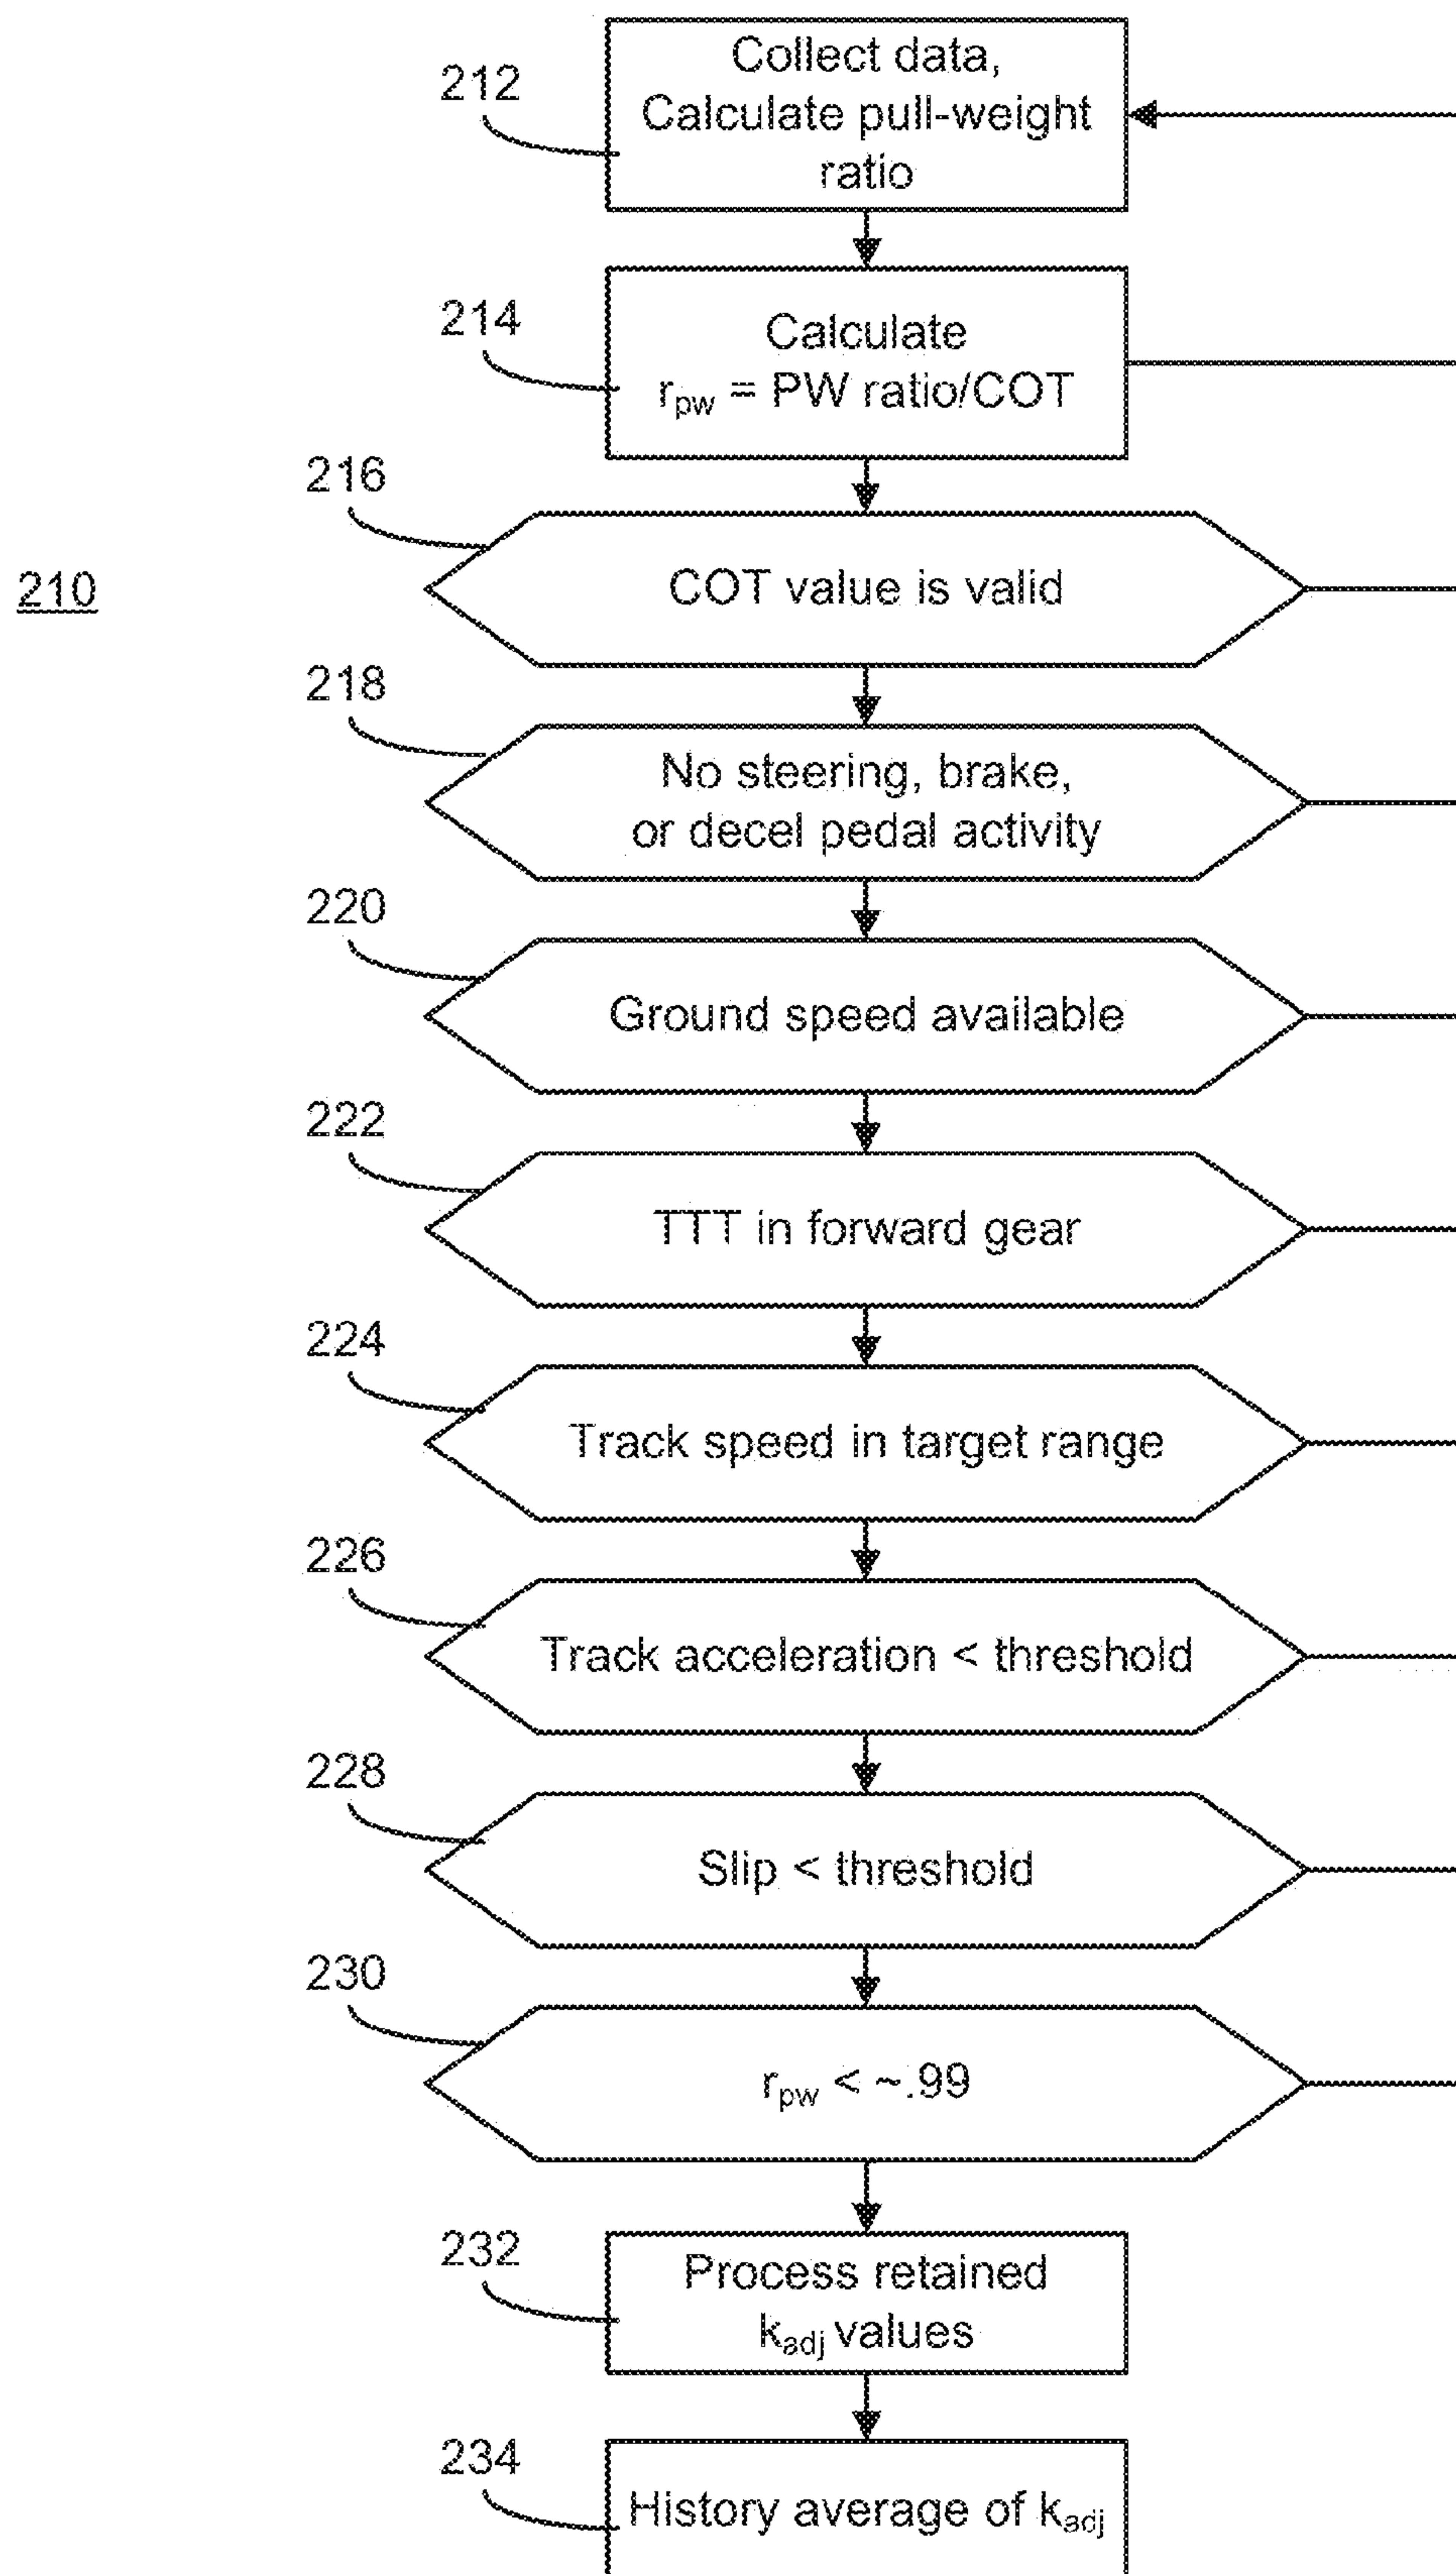 212
Collect data,
Calculate pull-weight
ratio
214
Calculate
rpw = PW ratio/COT
216
COT value is valid
210
218
No steering, brake,
or decel pedal activity
220
Ground speed available
222
TTT in forward gear
224
Track speed in target range
226
Track acceleration < threshold
228
Slip < threshold
230
rpw < ~.99
232
Process retained
kadj values
234
History average of kadj